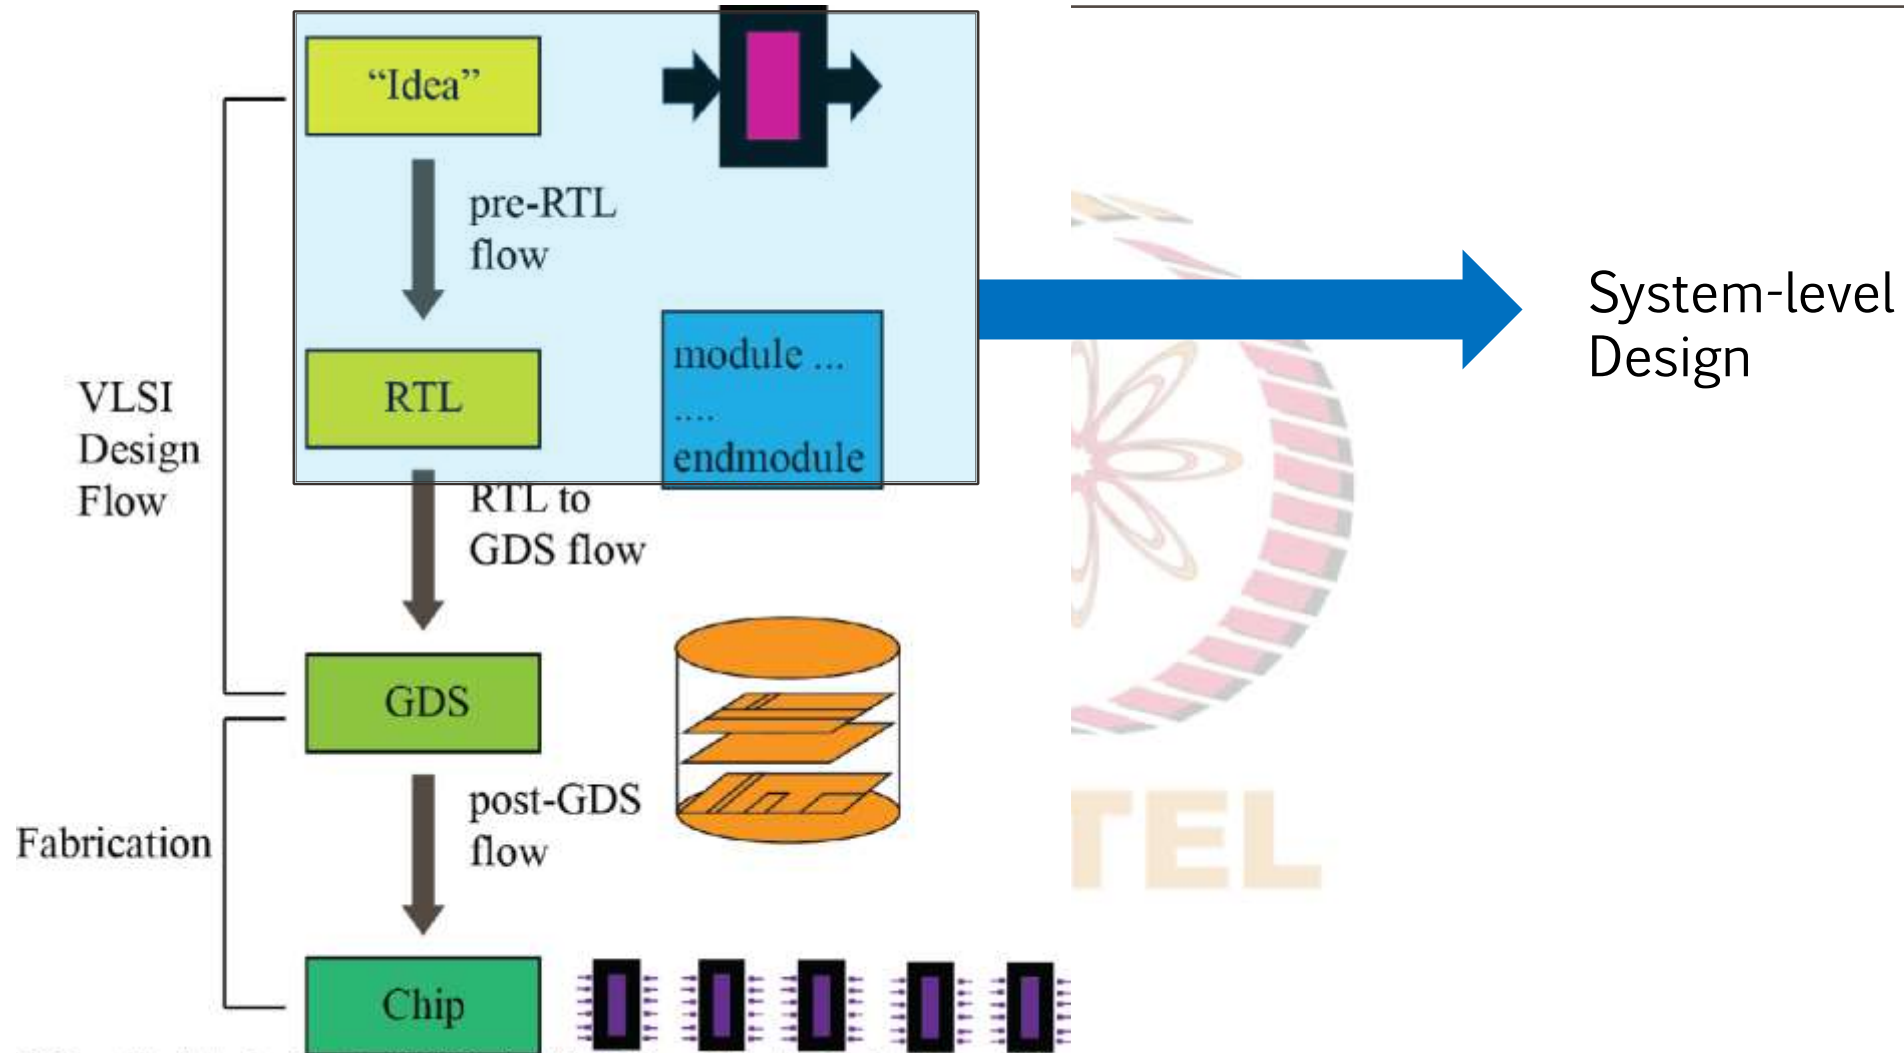 “Idea”
pre-RTL
flow
System-level
Design
module ...
....
endmodule
RTL
VLSI
Design
Flow
RTL to
GDS flow
GDS
post-GDS
flow
Fabrication
TEL
Chip